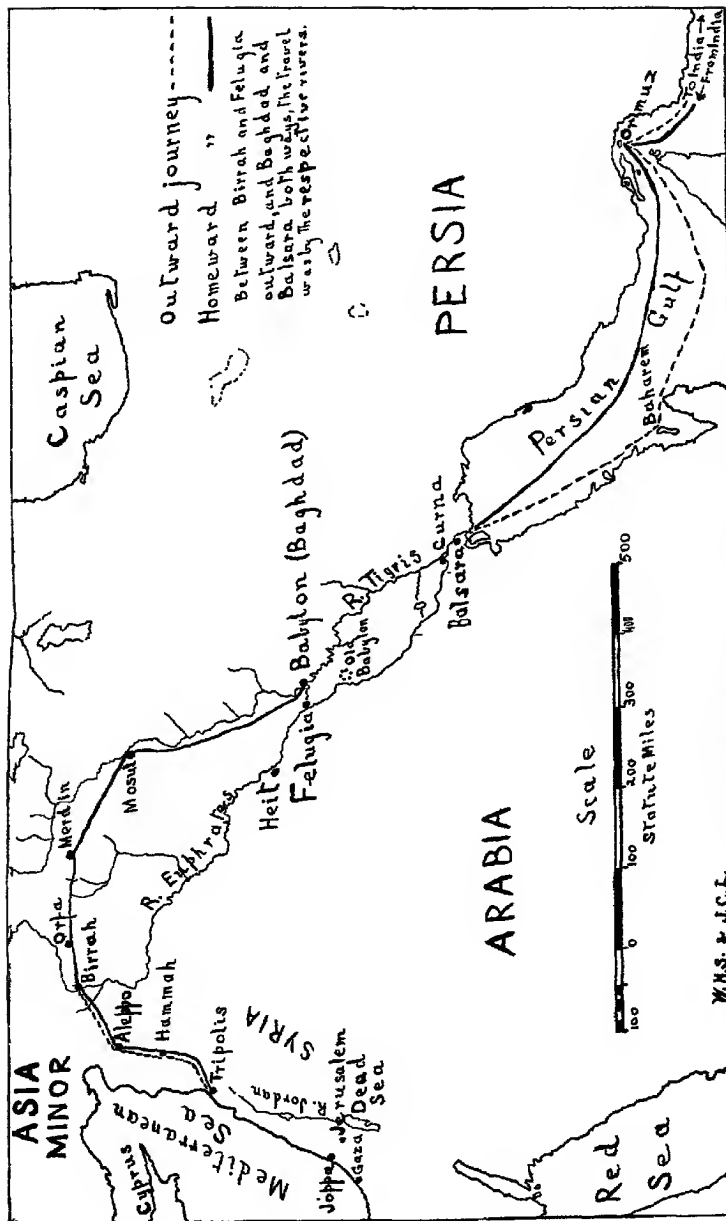 ASIA
MINOR
Caspian
Sea
Outward journey -----
Homeward " ——
Between Birrah and Felugia
outward, and Baghdad and
Balsara both ways, the travel
was by the respective rivers.
Cyprus
Mediterranean
Sea
Orfa
Merdin
Birrah
Mosul
Aleppo
Hammah
Tripolis
SYRIA
R. Jordan
Joppa
Jerusalem
Gaza
Dead
Sea
R. Euphrates
Heit
Felugia
Babylon (Baghdad)
Old
Babylon
R. Tigris
Curna
Balsara
PERSIA
Persian
Gulf
Baharem
Ormuz
To India
From India
ARABIA
Red
Sea
Scale
100 0 100 200 300 400 500
Statute Miles
W.H.S. & J.C.L.